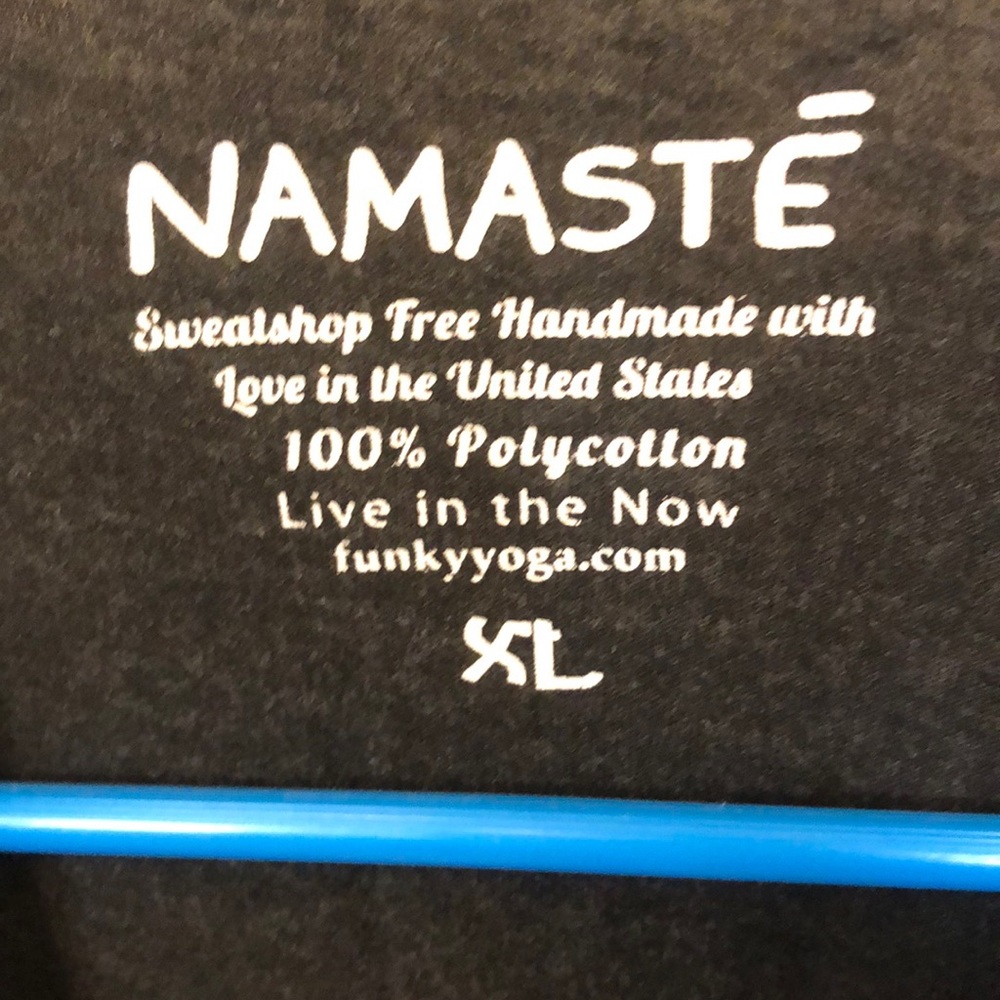 NAMASTĒ
Sweatshop Free Handmade with
Love in the United States
100% Polycotton
Live in the Now
funkyyoga.com
XL